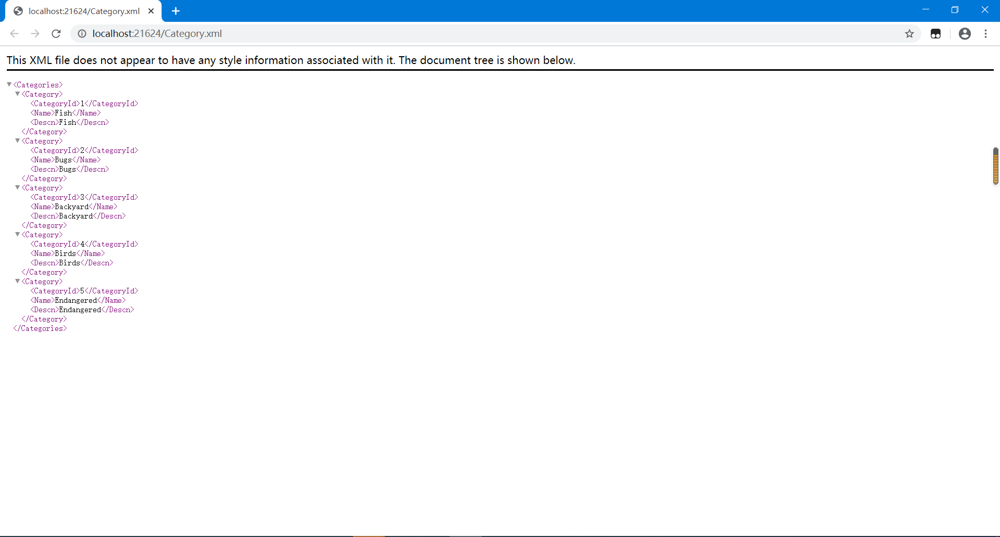 localhost:21624/Category.xml
localhost:21624/Category.xml
This XML file does not appear to have any style information associated with it. The document tree is shown below.
<Categories>
<Category>
<CategoryId>1</CategoryId>
<Name>Fish</Name>
<Descn>Fish</Descn>
</Category>
<Category>
<CategoryId>2</CategoryId>
<Name>Bugs</Name>
<Descn>Bugs</Descn>
</Category>
<Category>
<CategoryId>3</CategoryId>
<Name>Backyard</Name>
<Descn>Backyard</Descn>
</Category>
<Category>
<CategoryId>4</CategoryId>
<Name>Birds</Name>
<Descn>Birds</Descn>
</Category>
<Category>
<CategoryId>5</CategoryId>
<Name>Endangered</Name>
<Descn>Endangered</Descn>
</Category>
</Categories>